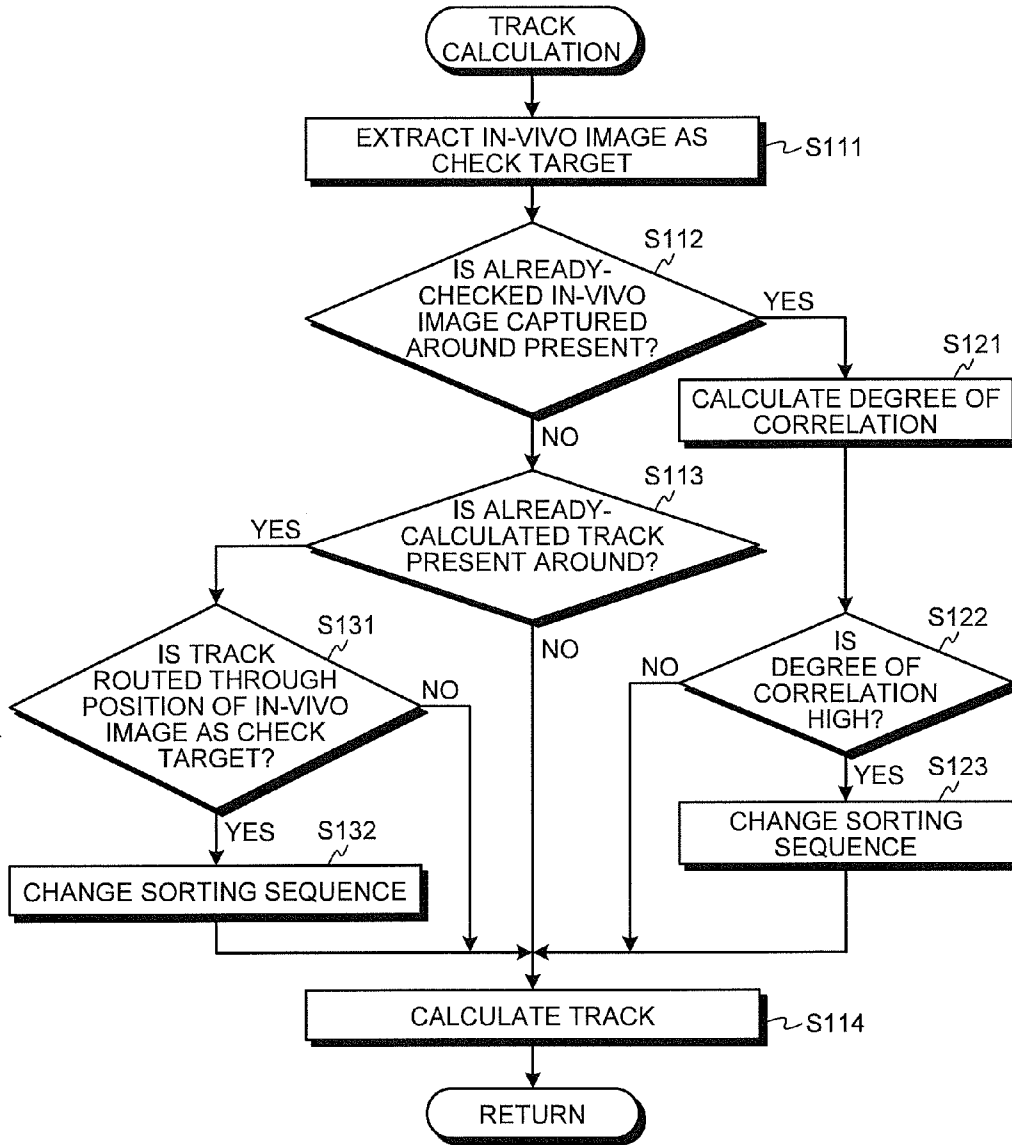 TRACK
CALCULATION
EXTRACT IN-VIVO IMAGE AS
CHECK TARGET
S111
S112
IS ALREADY-
CHECKED IN-VIVO
IMAGE CAPTURED
AROUND PRESENT?
YES
NO
S121
CALCULATE DEGREE OF
CORRELATION
S113
IS ALREADY-
CALCULATED TRACK
PRESENT AROUND?
YES
NO
S131
IS TRACK
ROUTED THROUGH
POSITION OF IN-VIVO
IMAGE AS CHECK
TARGET?
NO
YES
S122
IS
DEGREE OF
CORRELATION
HIGH?
NO
YES
S132
CHANGE SORTING SEQUENCE
S123
CHANGE SORTING
SEQUENCE
CALCULATE TRACK
S114
RETURN